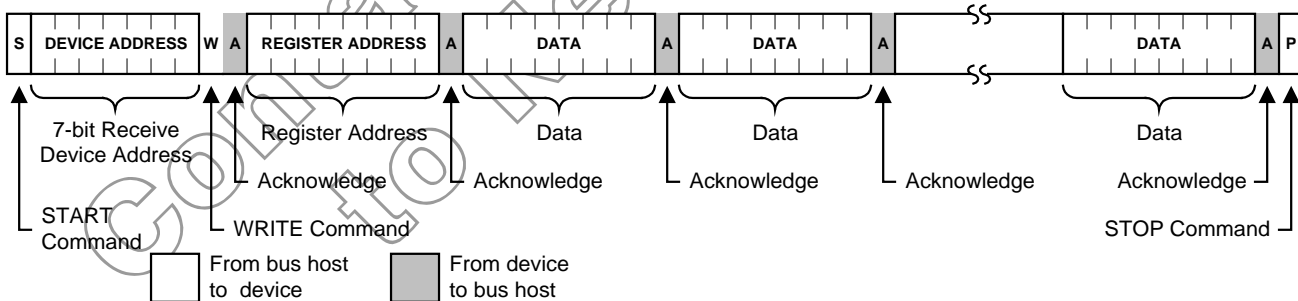 S DEVICE ADDRESS W A REGISTER ADDRESS A DATA A DATA A DATA A P
7-bit Receive
Device Address
Register Address
Data
Data
Data
Acknowledge
Acknowledge
Acknowledge
Acknowledge
Acknowledge
START
Command
WRITE Command
STOP Command
From bus host
to device
From device
to bus host